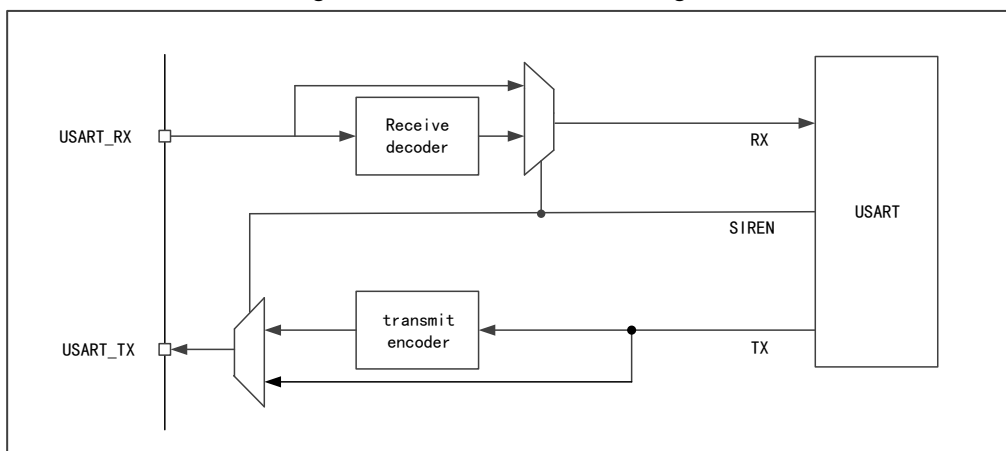 USART_RX
Receive
decoder
RX
USART
SIREN
transmit
encoder
USART_TX
TX